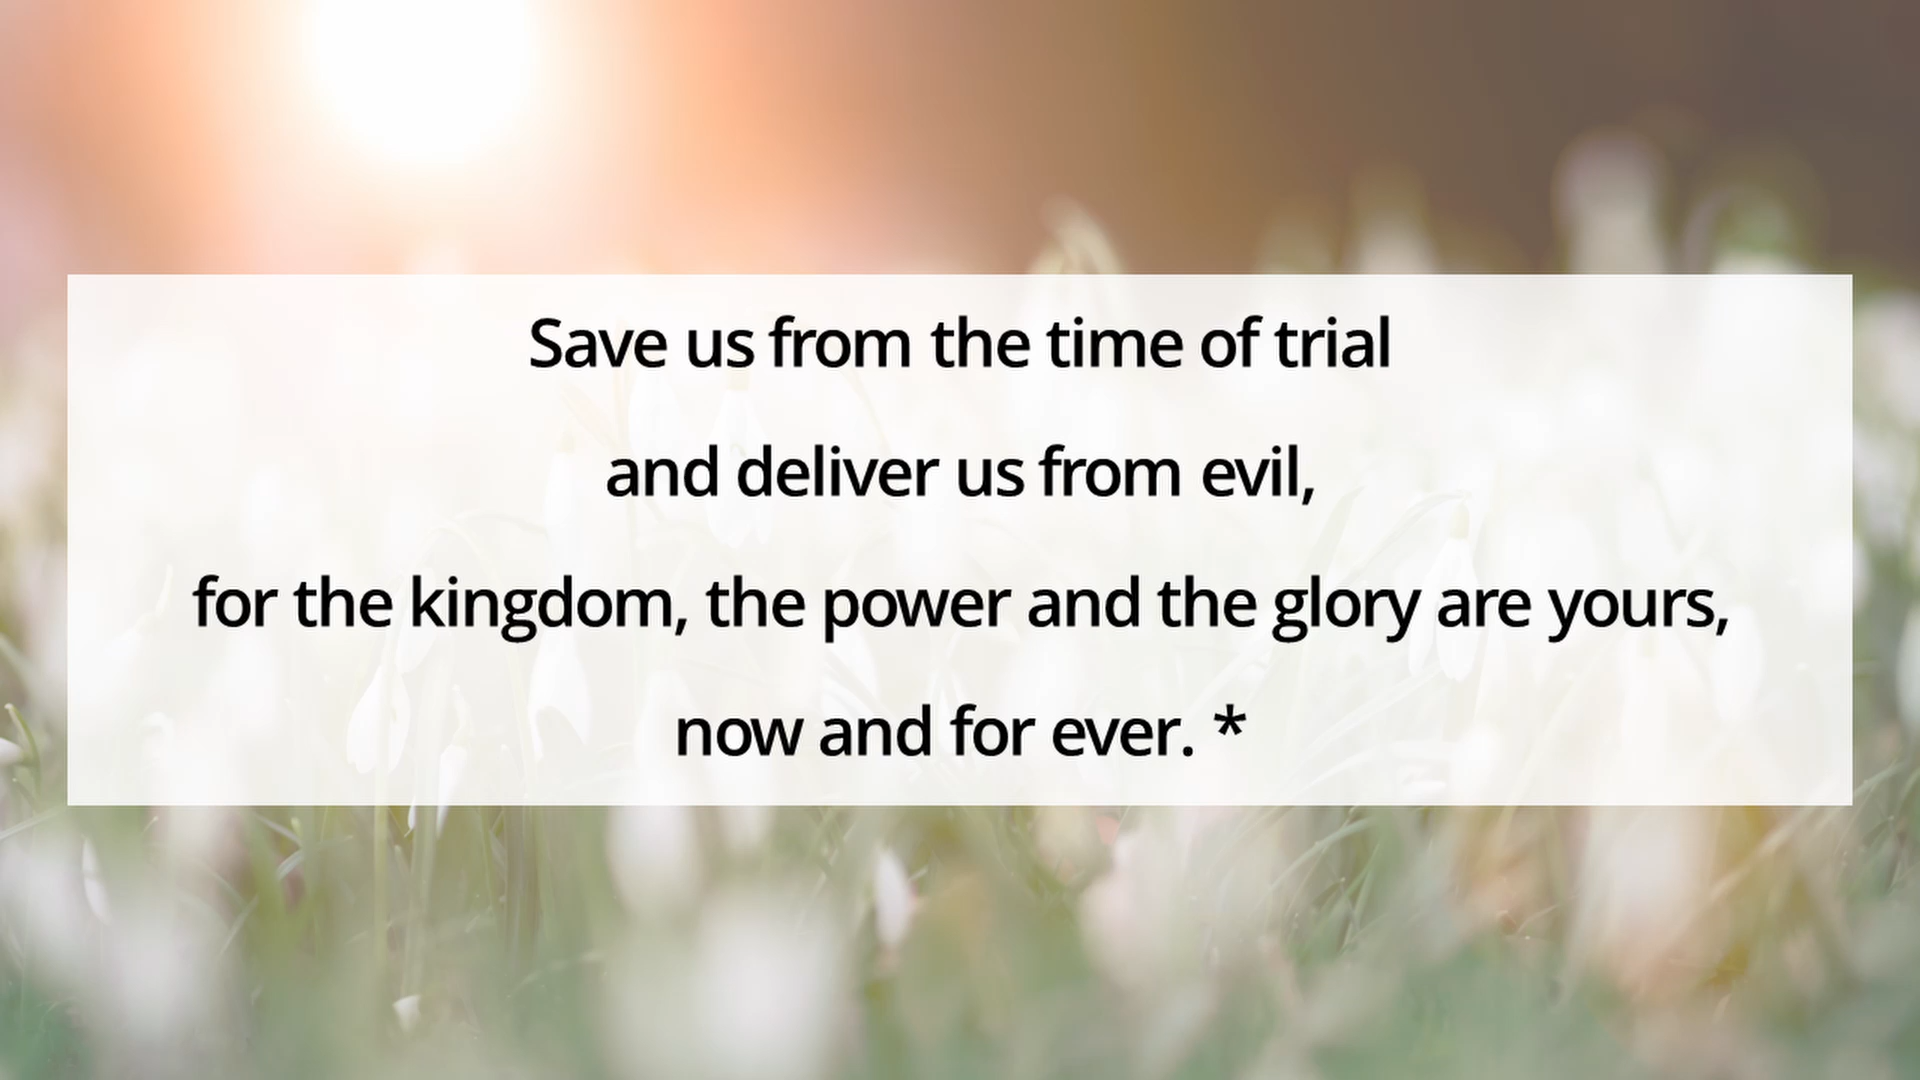 Save us from the time of trial
and deliver us from evil,
for the kingdom, the power and the glory are yours,
now and for ever. *